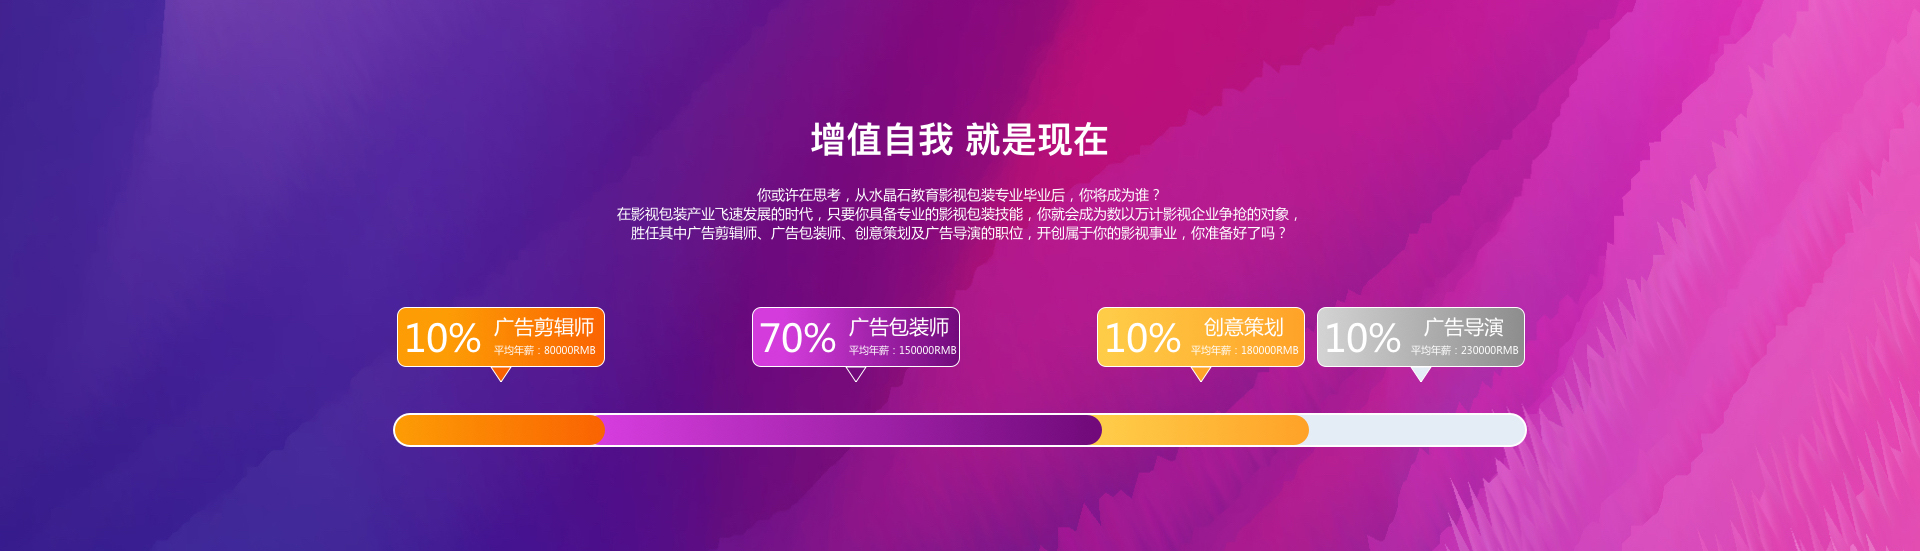 增值自我 就是现在
你或许在思考，从水晶石教育影视包装专业毕业后，你将成为谁？
在影视包装产业飞速发展的时代，只要你具备专业的影视包装技能，你就会成为数以万计影视企业争抢的对象，
胜任其中广告剪辑师、广告包装师、创意策划及广告导演的职位，开创属于你的影视事业，你准备好了吗？
10% 广告剪辑师
平均年薪：80000RMB
70% 广告包装师
平均年薪：150000RMB
10% 创意策划
平均年薪：180000RMB
10% 广告导演
平均年薪：230000RMB